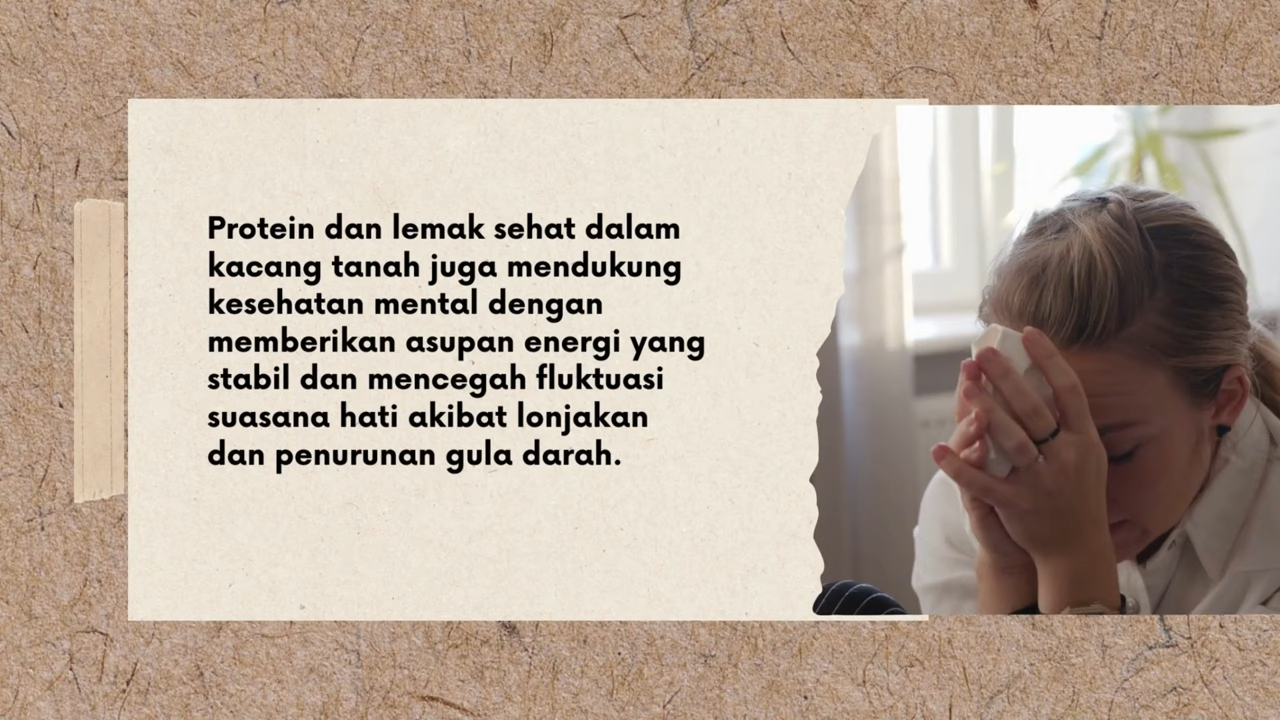 Protein dan lemak sehat dalam
kacang tanah juga mendukung
kesehatan mental dengan
memberikan asupan energi yang
stabil dan mencegah fluktuasi
suasana hati akibat lonjakan
dan penurunan gula darah.